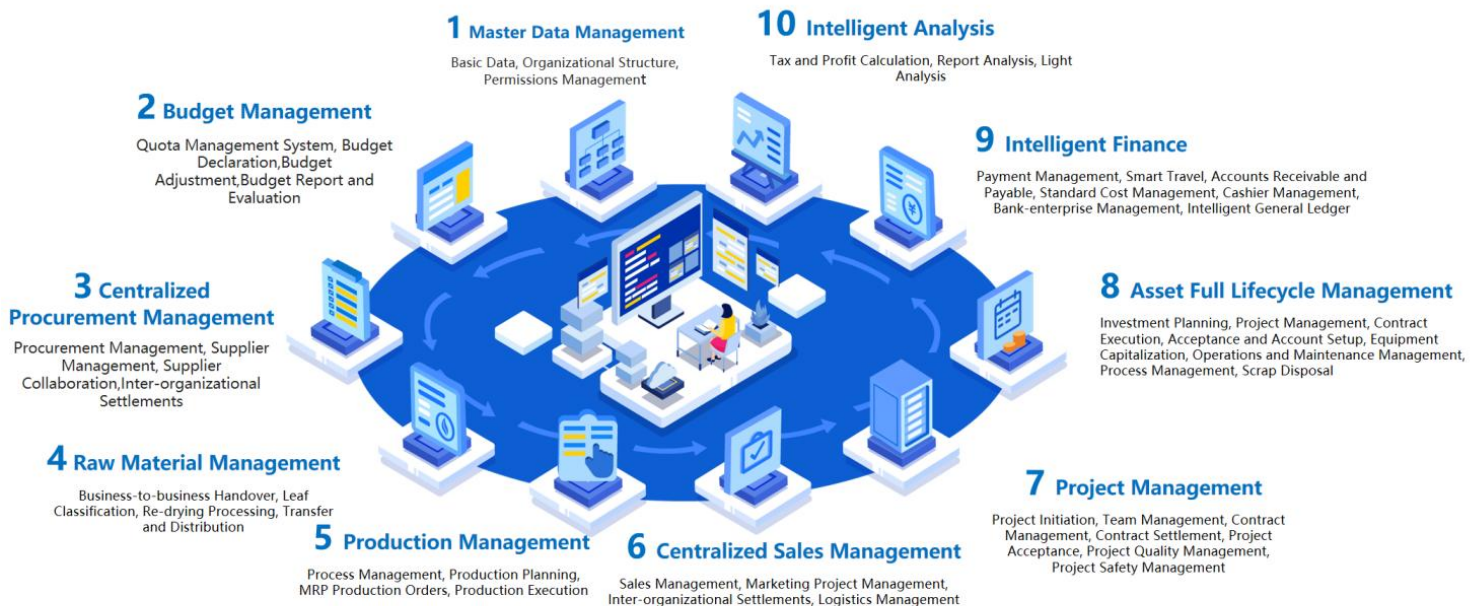 1 Master Data Management
Basic Data, Organizational Structure,
Permissions Management
2 Budget Management
Quota Management System, Budget
Declaration,Budget
Adjustment,Budget Report and
Evaluation
3 Centralized
Procurement Management
Procurement Management, Supplier
Management, Supplier
Collaboration,Inter-organizational
Settlements
4 Raw Material Management
Business-to-business Handover, Leaf
Classification, Re-drying Processing, Transfer
and Distribution
5 Production Management
Process Management, Production Planning,
MRP Production Orders, Production Execution
6 Centralized Sales Management
Sales Management, Marketing Project Management,
Inter-organizational Settlements, Logistics Management
7 Project Management
Project Initiation, Team Management, Contract
Management, Contract Settlement, Project
Acceptance, Project Quality Management,
Project Safety Management
8 Asset Full Lifecycle Management
Investment Planning, Project Management, Contract
Execution, Acceptance and Account Setup, Equipment
Capitalization, Operations and Maintenance Management,
Process Management, Scrap Disposal
9 Intelligent Finance
Payment Management, Smart Travel, Accounts Receivable and
Payable, Standard Cost Management, Cashier Management,
Bank-enterprise Management, Intelligent General Ledger
¥
10 Intelligent Analysis
Tax and Profit Calculation, Report Analysis, Light
Analysis